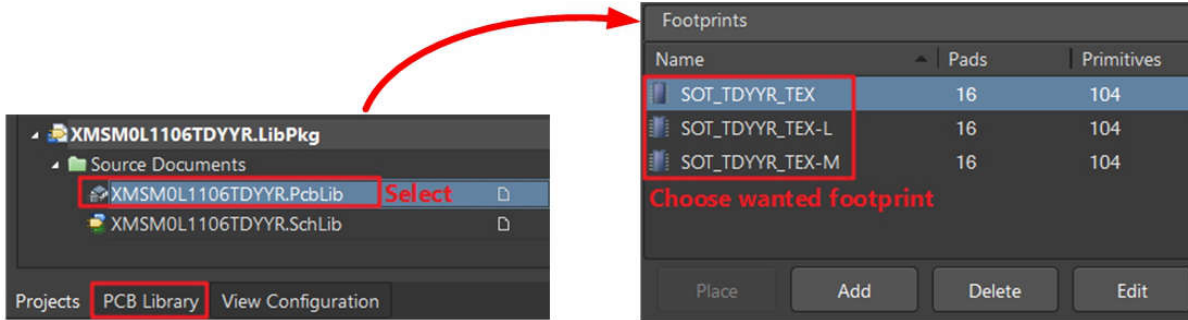 Footprints
Name Pads Primitives
SOT_TDYYR_TEX 16 104
SOT_TDYYR_TEX-L 16 104
SOT_TDYYR_TEX-M 16 104
Choose wanted footprint
Place Add Delete Edit
XMSM0L1106TDYYR.LibPkg
Source Documents
XMSM0L1106TDYYR.PcbLib Select
XMSM0L1106TDYYR.SchLib
Projects PCB Library View Configuration